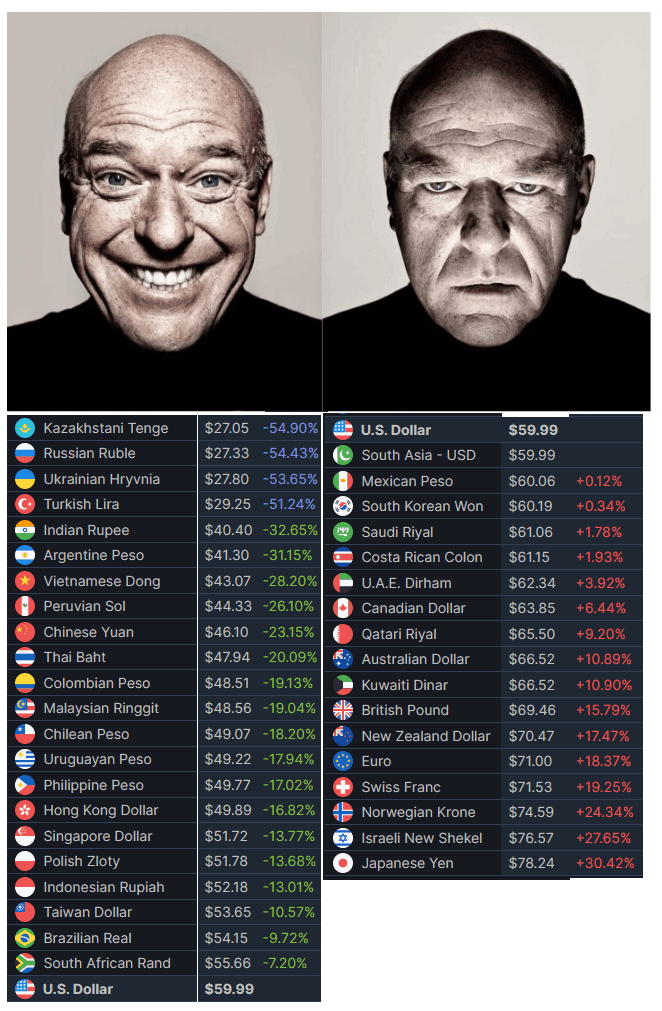 Kazakhstani Tenge $27.05 -54.90%
Russian Ruble $27.33 -54.43%
Ukrainian Hryvnia $27.80 -53.65%
Turkish Lira $29.25 -51.24%
Indian Rupee $40.40 -32.65%
Argentine Peso $41.30 -31.15%
Vietnamese Dong $43.07 -28.20%
Peruvian Sol $44.33 -26.10%
Chinese Yuan $46.10 -23.15%
Thai Baht $47.94 -20.09%
Colombian Peso $48.51 -19.13%
Malaysian Ringgit $48.56 -19.04%
Chilean Peso $49.07 -18.20%
Uruguayan Peso $49.22 -17.94%
Philippine Peso $49.77 -17.02%
Hong Kong Dollar $49.89 -16.82%
Singapore Dollar $51.72 -13.77%
Polish Zloty $51.78 -13.68%
Indonesian Rupiah $52.18 -13.01%
Taiwan Dollar $53.65 -10.57%
Brazilian Real $54.15 -9.72%
South African Rand $55.66 -7.20%
U.S. Dollar $59.99
U.S. Dollar $59.99
South Asia - USD $59.99
Mexican Peso $60.06 +0.12%
South Korean Won $60.19 +0.34%
Saudi Riyal $61.06 +1.78%
Costa Rican Colon $61.15 +1.93%
U.A.E. Dirham $62.34 +3.92%
Canadian Dollar $63.85 +6.44%
Qatari Riyal $65.50 +9.20%
Australian Dollar $66.52 +10.89%
Kuwaiti Dinar $66.52 +10.90%
British Pound $69.46 +15.79%
New Zealand Dollar $70.47 +17.47%
Euro $71.00 +18.37%
Swiss Franc $71.53 +19.25%
Norwegian Krone $74.59 +24.34%
Israeli New Shekel $76.57 +27.65%
Japanese Yen $78.24 +30.42%